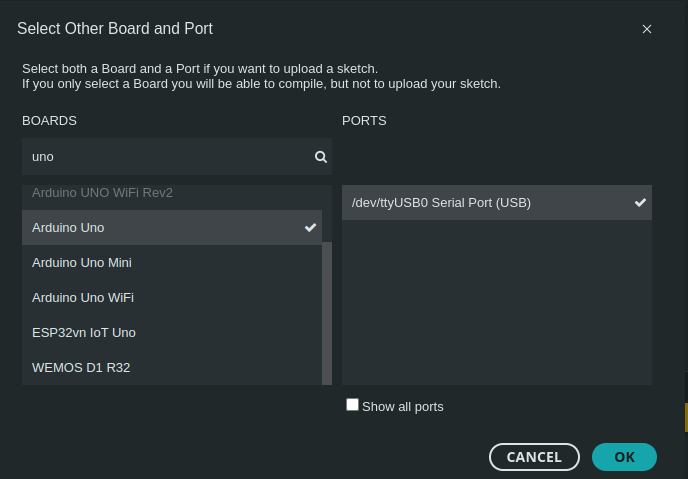 Select Other Board and Port
Select both a Board and a Port if you want to upload a sketch.
If you only select a Board you will be able to compile, but not to upload your sketch.
BOARDS
uno
Arduino UNO WiFi Rev2
Arduino Uno
Arduino Uno Mini
Arduino Uno WiFi
ESP32vn IoT Uno
WEMOS D1 R32
PORTS
/dev/ttyUSB0 Serial Port (USB)
Show all ports
CANCEL
OK